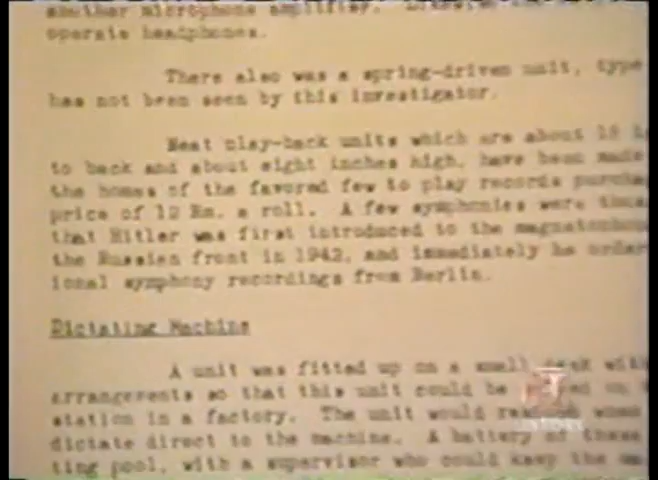 another microphone amplifier.
operate headphones.
There also was a spring-driven unit, type
has not been seen by this investigator.
Neat play-back units which are about 18
to back and about eight inches high, have been made
the homes of the favored few to play records
price of 12 Rm. a roll. A few symphonies were
that Hitler was first introduced to the
the Russian front in 1942, and immediately he
ional symphony recordings from Berlin.
Dictating Machine
A unit was fitted up on a small desk with
arrangements so that this unit could be on
station in a factory. The unit would
dictate direct to the machine. A battery of these
ting pool, with a supervisor who could keep the